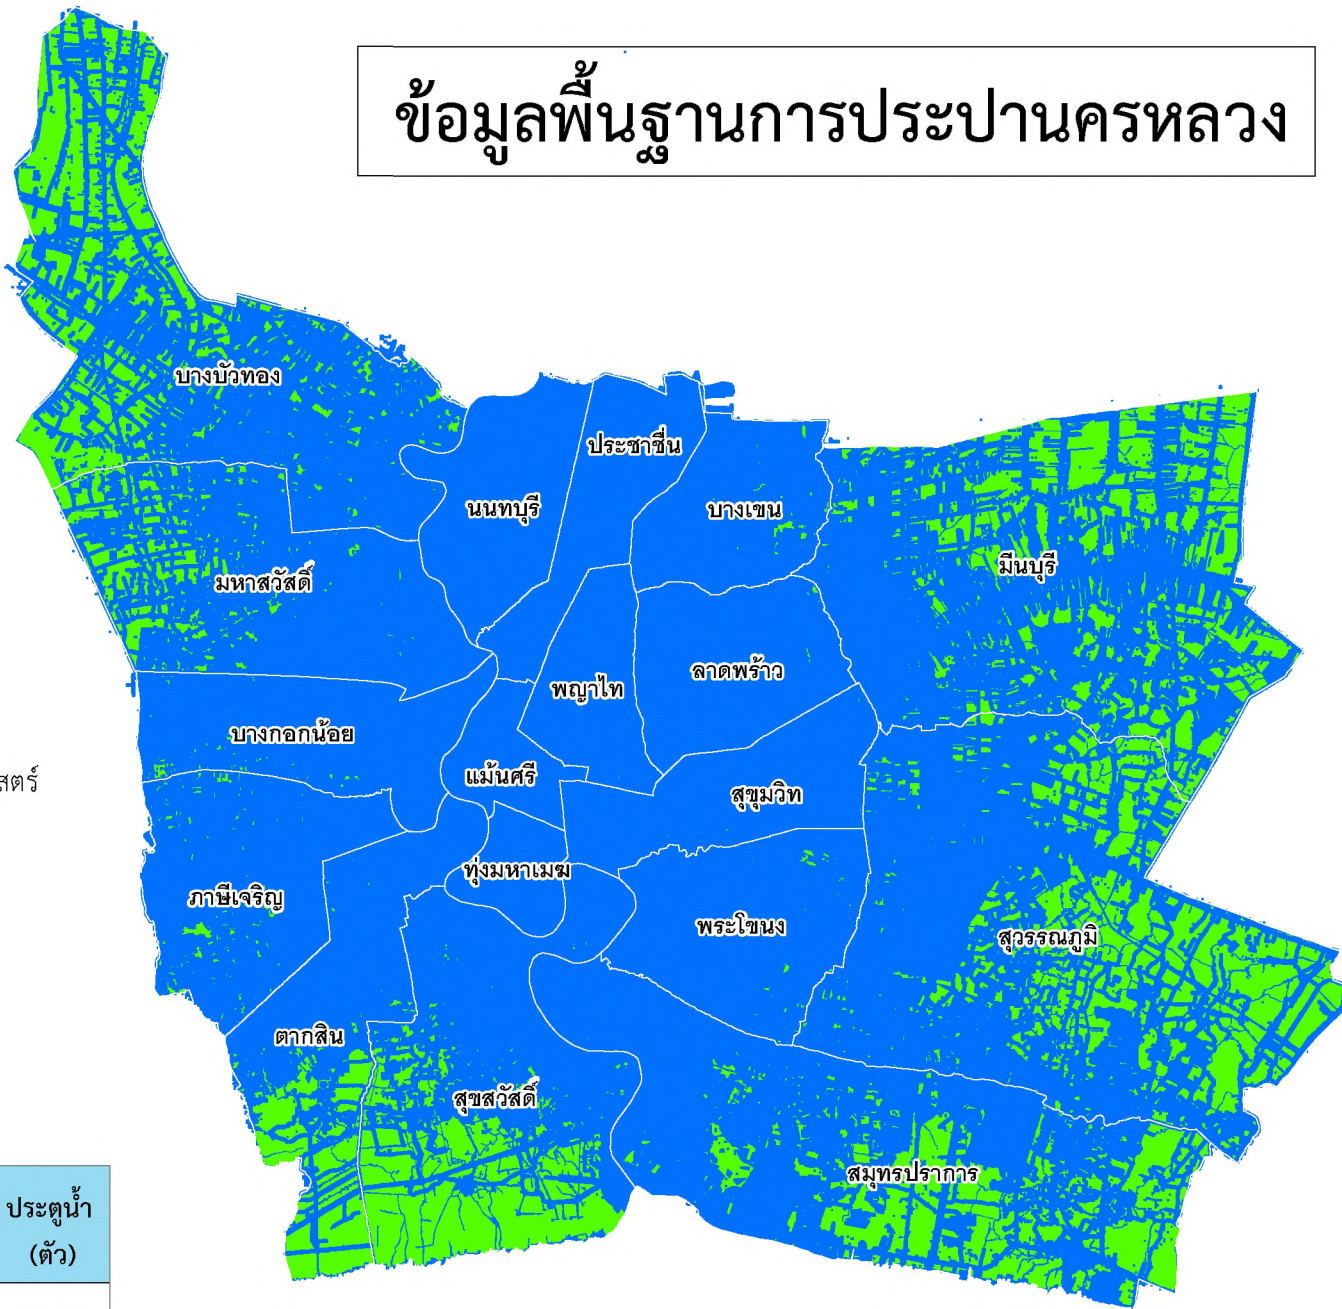 ข้อมูลพื้นฐานการประปานครหลวง
บางบัวทอง
ประชาชื่น
นนทบุรี
บางเขน
มีนบุรี
มหาสวัสดิ์
ลาดพร้าว
พญาไท
บางกอกน้อย
แม้นศรี
สตร์
สุขุมวิท
ทุ่งมหาเมฆ
ภาษีเจริญ
พระโขนง
สุวรรณภูมิ
ตากสิน
สุขสวัสดิ์
สมุทรปราการ
ประตูน้ำ
(ตัว)